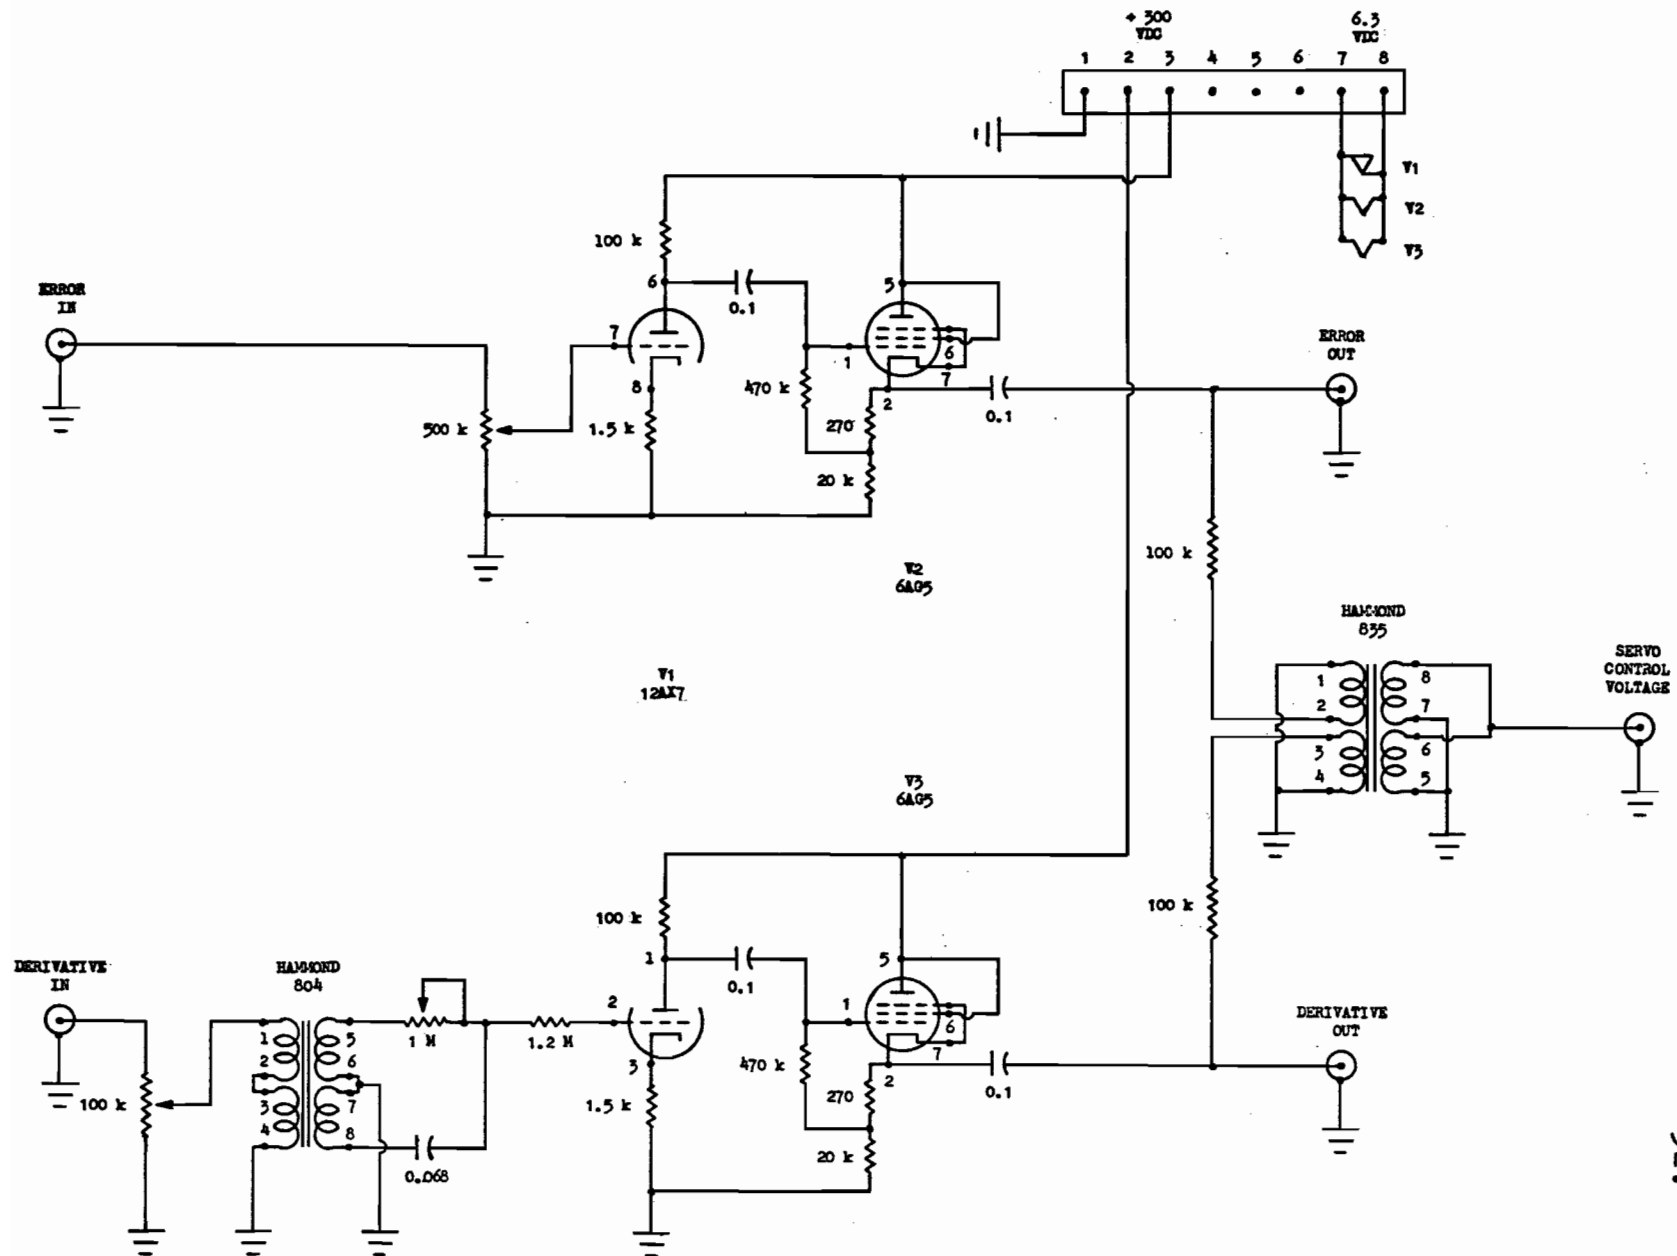 + 300
VDC
6.3
VDC
1 2 3 4 5 6 7 8
V1
V2
V3
100 k
6
0.1
5
ERROR
IN
7
1
6
7
ERROR
OUT
8
470 k
2
0.1
500 k
1.5 k
270
20 k
100 k
V2
6AG5
HAMMOND
835
V1
12AX7
SERVO
CONTROL
VOLTAGE
1
8
2
7
3
6
4
5
V3
6AG5
100 k
100 k
1
0.1
5
DERIVATIVE
IN
HAMMOND
804
2
1
6
DERIVATIVE
OUT
1
5
1 M
1.2 M
7
2
6
3
470 k
2
0.1
100 k
3
7
1.5 k
270
4
8
0.068
20 k